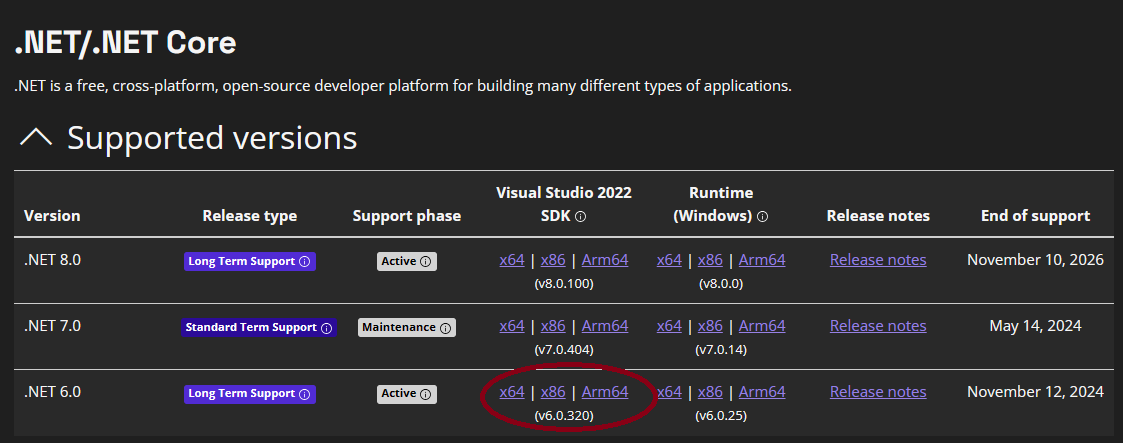 .NET/.NET Core
.NET is a free, cross-platform, open-source developer platform for building many different types of applications.
Supported versions
Version Release type Support phase Visual Studio 2022 SDK Runtime (Windows) Release notes End of support
.NET 8.0 Long Term Support Active x64 | x86 | Arm64 x64 | x86 | Arm64 Release notes November 10, 2026
(v8.0.100) (v8.0.0)
.NET 7.0 Standard Term Support Maintenance x64 | x86 | Arm64 x64 | x86 | Arm64 Release notes May 14, 2024
(v7.0.404) (v7.0.14)
.NET 6.0 Long Term Support Active x64 | x86 | Arm64 x64 | x86 | Arm64 Release notes November 12, 2024
(v6.0.320) (v6.0.25)